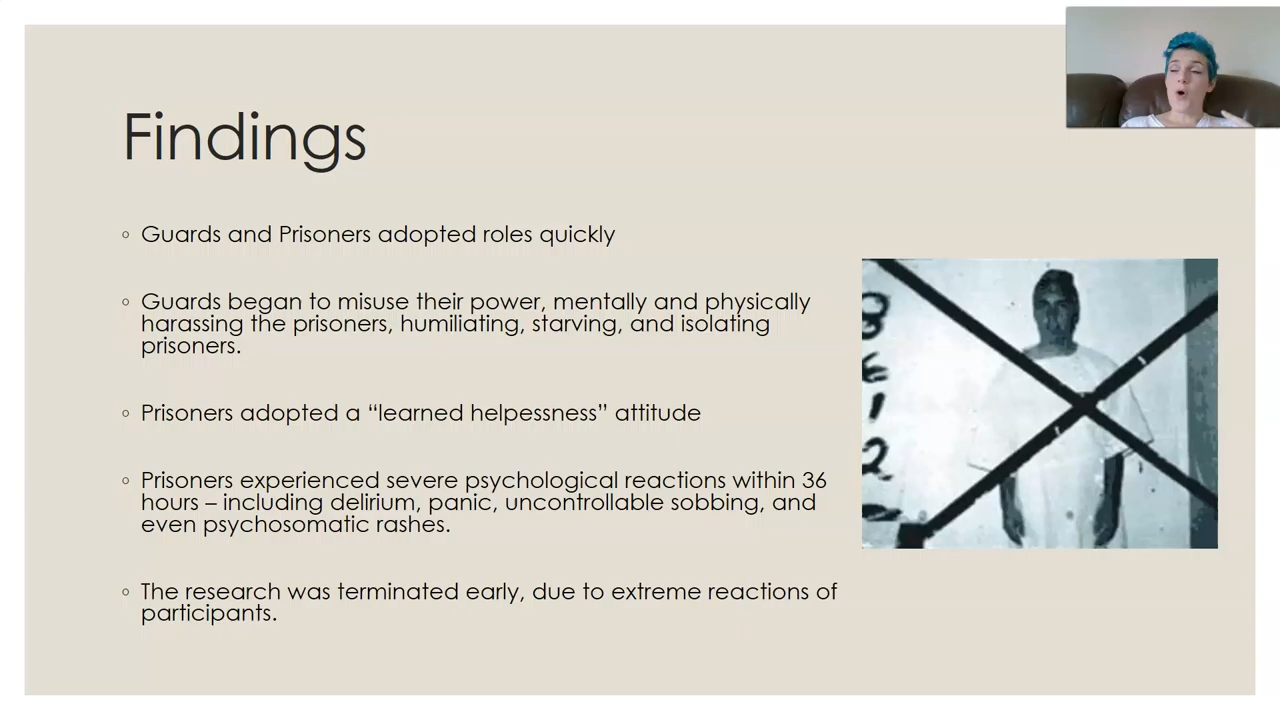 Findings
Guards and Prisoners adopted roles quickly
Guards began to misuse their power, mentally and physically
harassing the prisoners, humiliating, starving, and isolating
prisoners.
Prisoners adopted a “learned helpessness” attitude
Prisoners experienced severe psychological reactions within 36
hours – including delirium, panic, uncontrollable sobbing, and
even psychosomatic rashes.
The research was terminated early, due to extreme reactions of
participants.